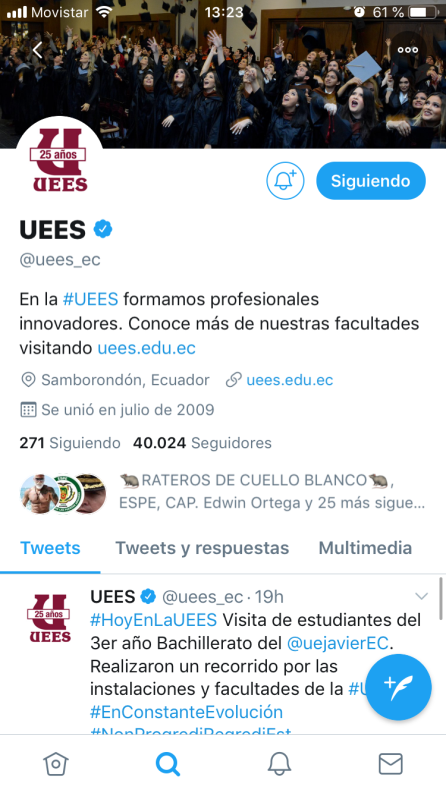 Movistar 13:23 61 %
25 años
UEES
Siguiendo
UEES
@uees_ec
En la #UEES formamos profesionales
innovadores. Conoce más de nuestras facultades
visitando uees.edu.ec
Samborondón, Ecuador uees.edu.ec
Se unió en julio de 2009
271 Siguiendo 40.024 Seguidores
🐀RATEROS DE CUELLO BLANCO🐀,
ESPE, CAP. Edwin Ortega y 25 más sigue...
Tweets Tweets y respuestas Multimedia
25 años
UEES
UEES @uees_ec · 19h
#HoyEnLaUEES Visita de estudiantes del
3er año Bachillerato del @uejavierEC.
Realizaron un recorrido por las
instalaciones y facultades de la
#EnConstanteEvolución
#NonProgrediRegrediEst